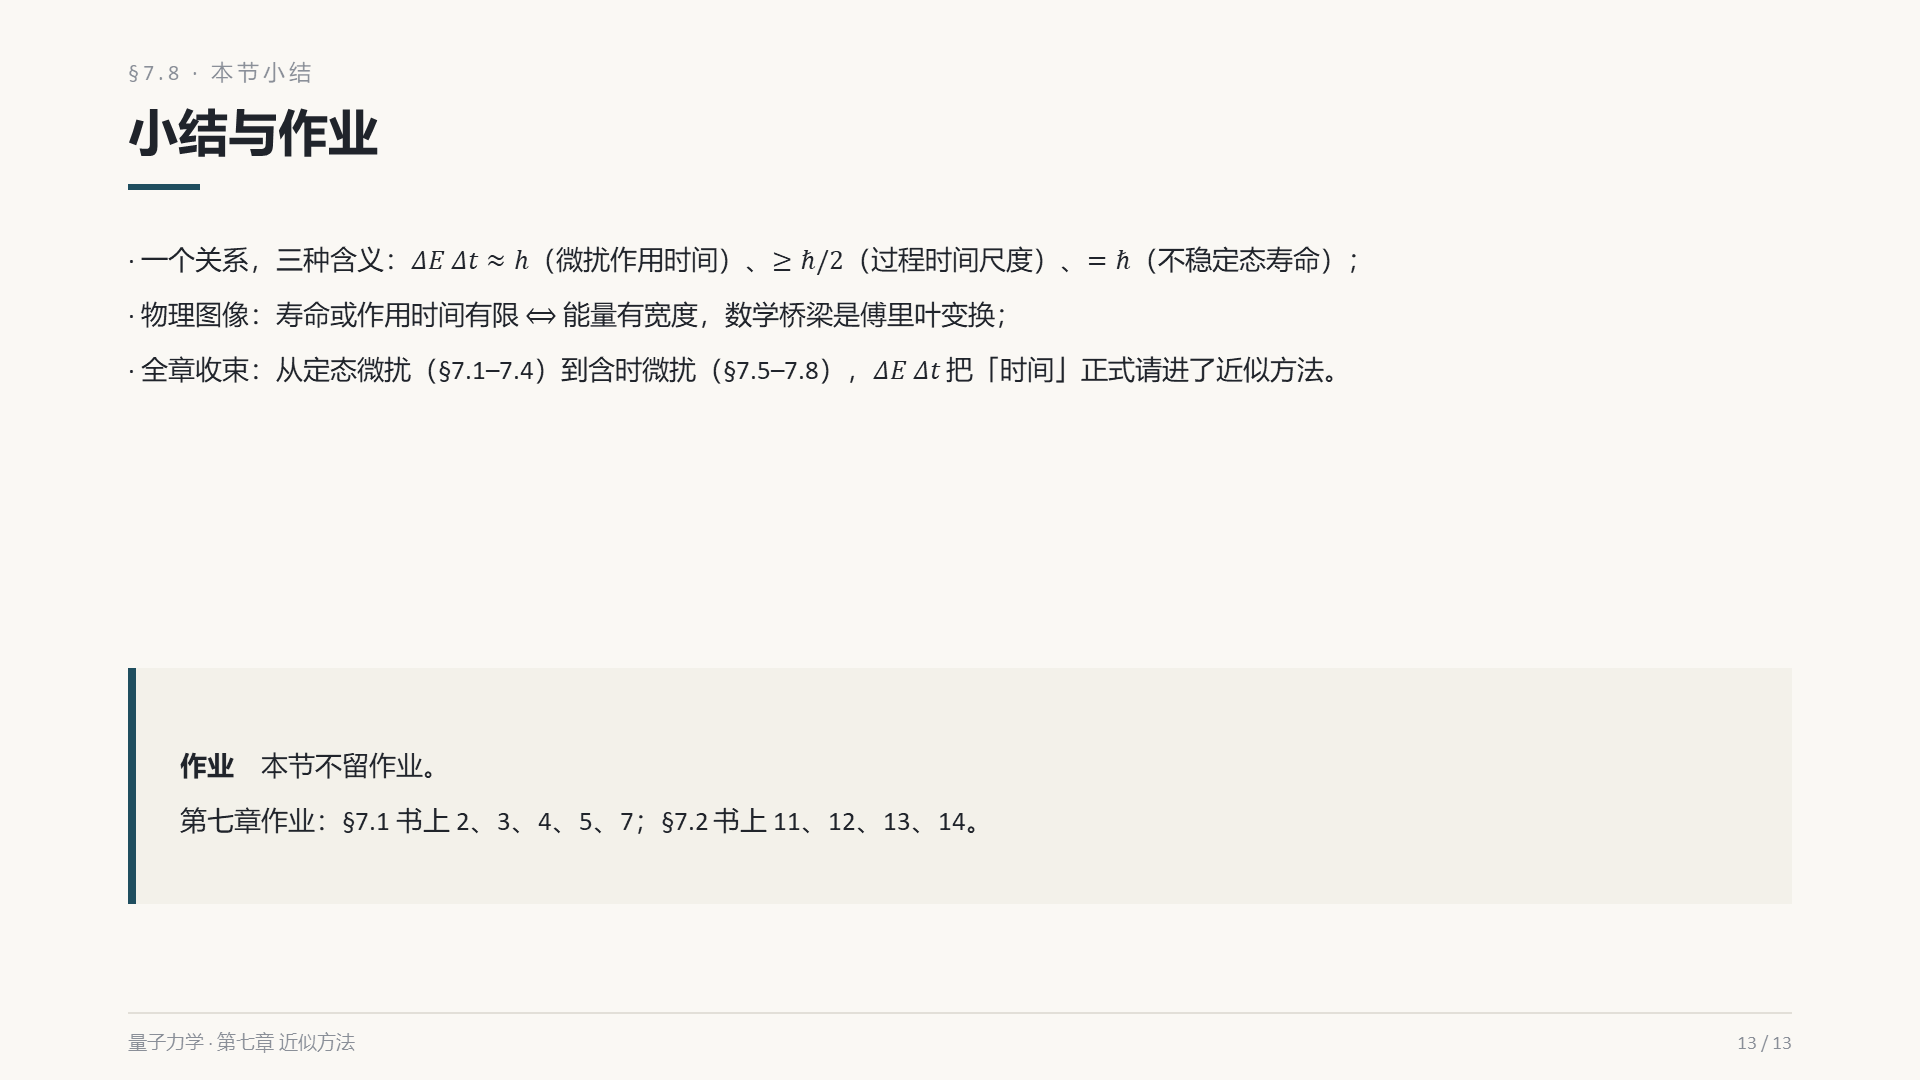 §7.8 · 本节小结
小结与作业
· 一个关系，三种含义：ΔE Δt ≈ h（微扰作用时间）、≥ ħ/2（过程时间尺度）、= ħ（不稳定态寿命）；
· 物理图像：寿命或作用时间有限 ⟺ 能量有宽度，数学桥梁是傅里叶变换；
· 全章收束：从定态微扰（§7.1–7.4）到含时微扰（§7.5–7.8），ΔE Δt 把「时间」正式请进了近似方法。
作业　本节不留作业。
第七章作业：§7.1 书上 2、3、4、5、7；§7.2 书上 11、12、13、14。
量子力学 · 第七章 近似方法
13 / 13